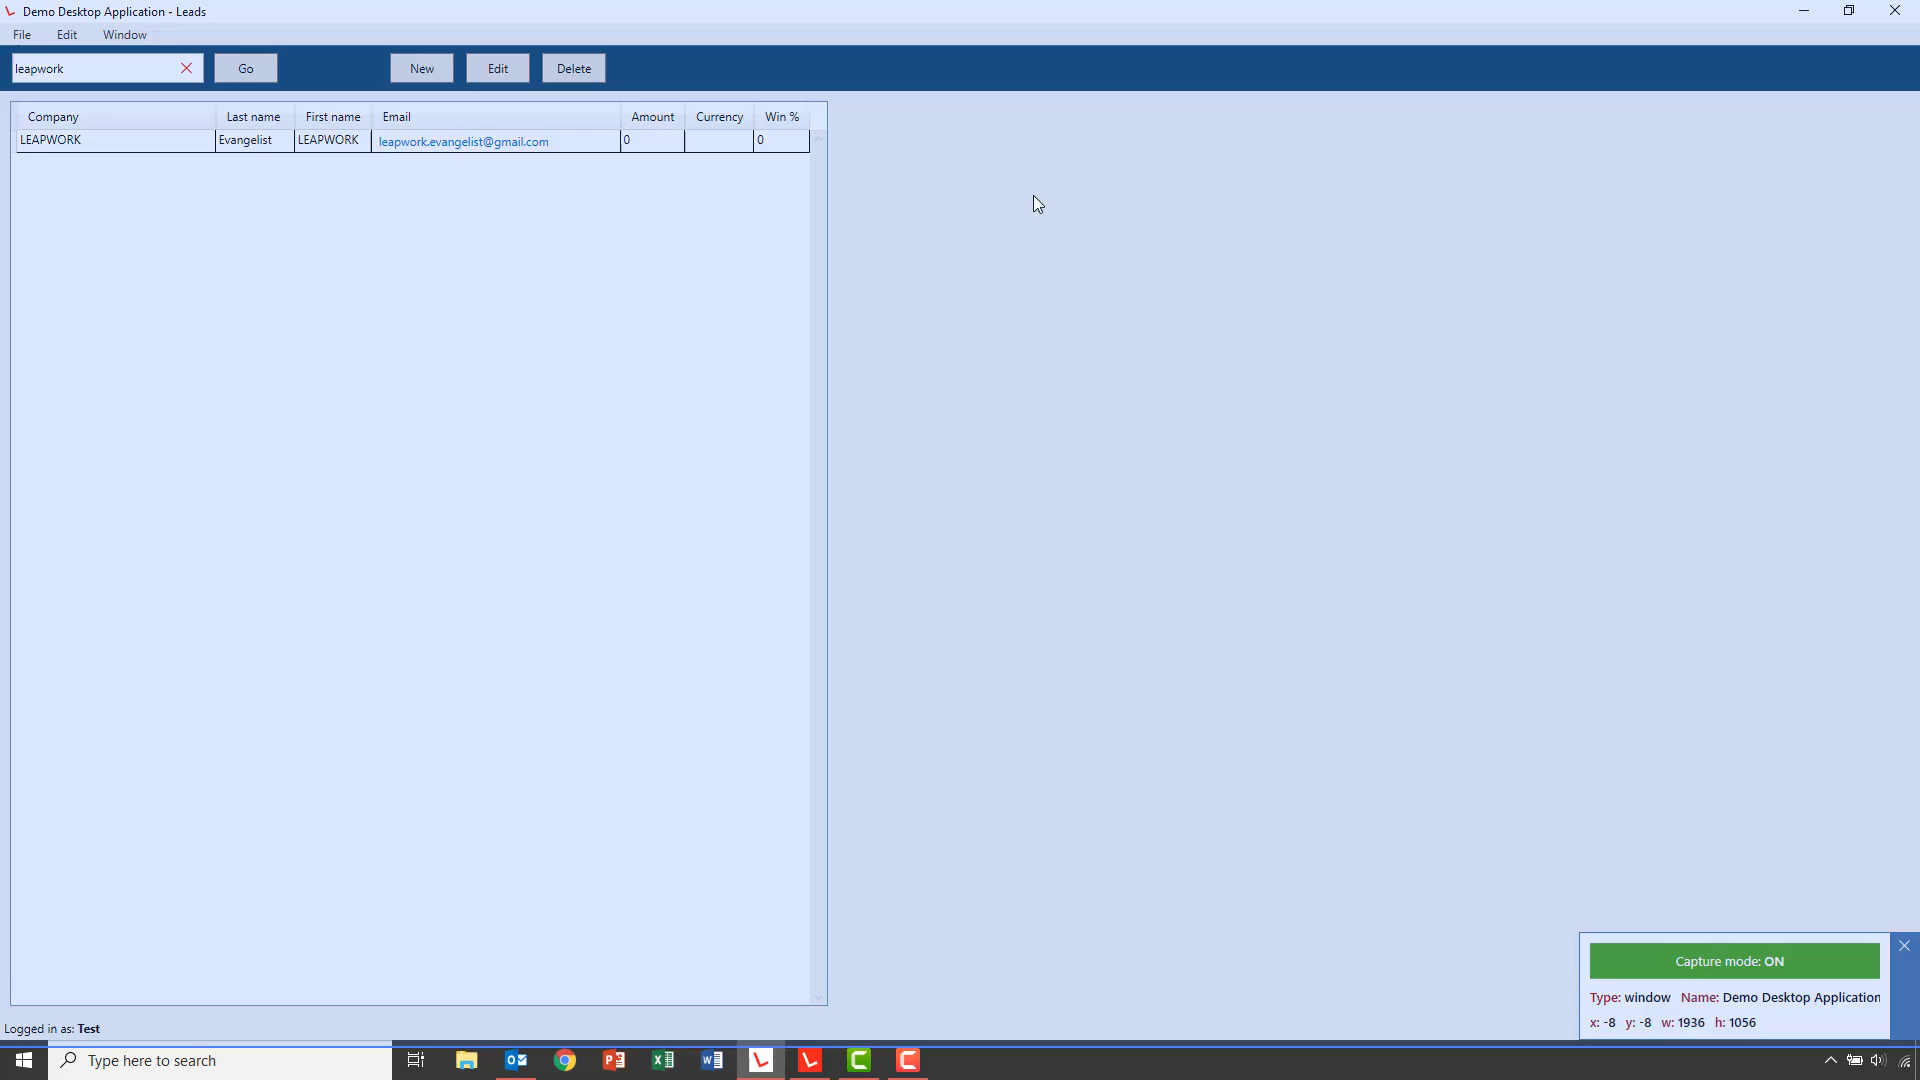 Demo Desktop Application - Leads
File Edit Window
leapwork Go New Edit Delete
Company Last name First name Email Amount Currency Win %
LEAPWORK Evangelist LEAPWORK leapwork.evangelist@gmail.com 0 0
Capture mode: ON
Type: window Name: Demo Desktop Application
x: -8 y: -8 w: 1936 h: 1056
Logged in as: Test
Type here to search